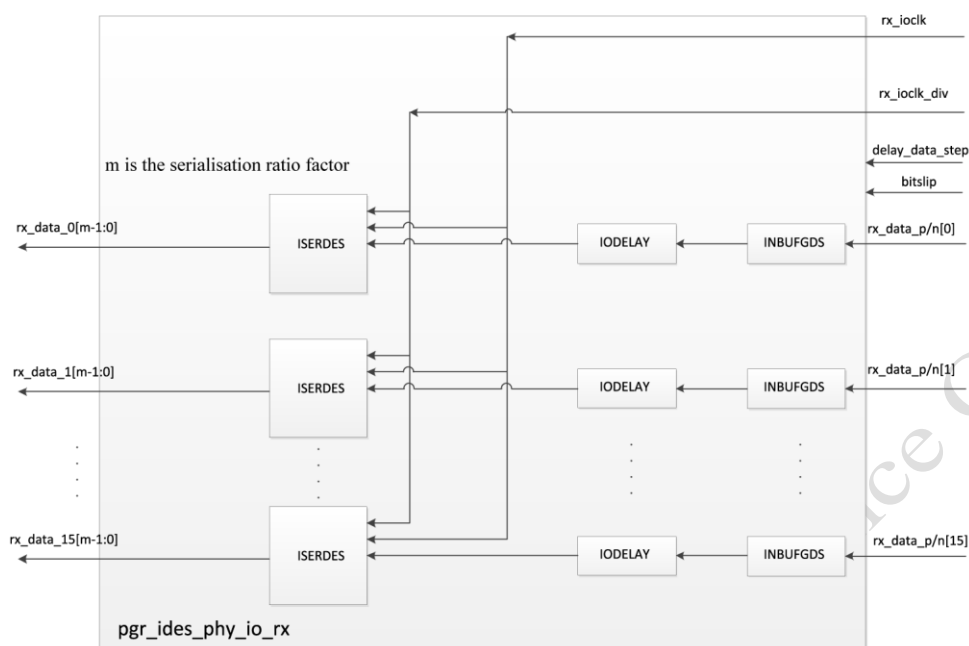 rx_ioclk
rx_ioclk_div
m is the serialisation ratio factor
delay_data_step
bitslip
rx_data_0[m-1:0]
ISERDES
IODELAY
INBUFGDS
rx_data_p/n[0]
rx_data_1[m-1:0]
ISERDES
IODELAY
INBUFGDS
rx_data_p/n[1]
rx_data_15[m-1:0]
ISERDES
IODELAY
INBUFGDS
rx_data_p/n[15]
pgr_ides_phy_io_rx